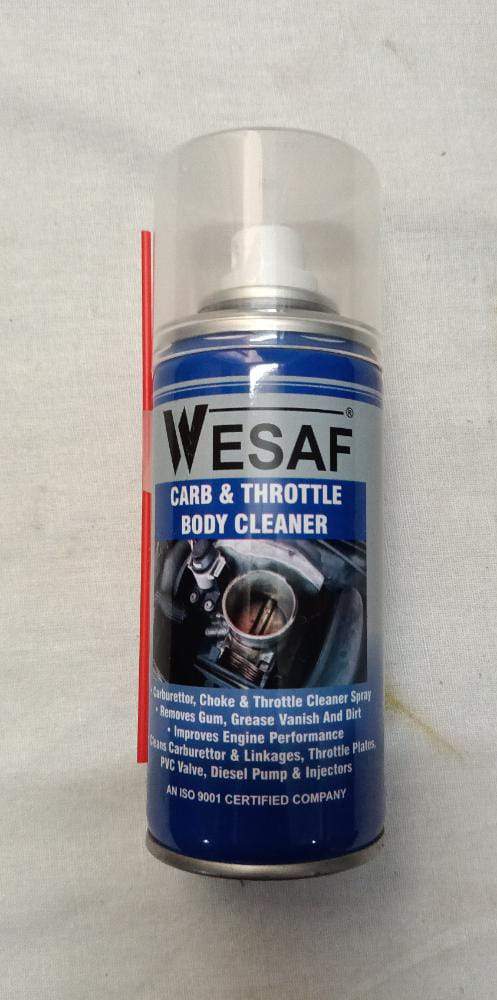 WESAF®
CARB & THROTTLE
BODY CLEANER
• Carburettor, Choke & Throttle Cleaner Spray
• Removes Gum, Grease Vanish And Dirt
• Improves Engine Performance
Cleans Carburettor & Linkages, Throttle Plates,
PVC Valve, Diesel Pump & Injectors
AN ISO 9001 CERTIFIED COMPANY